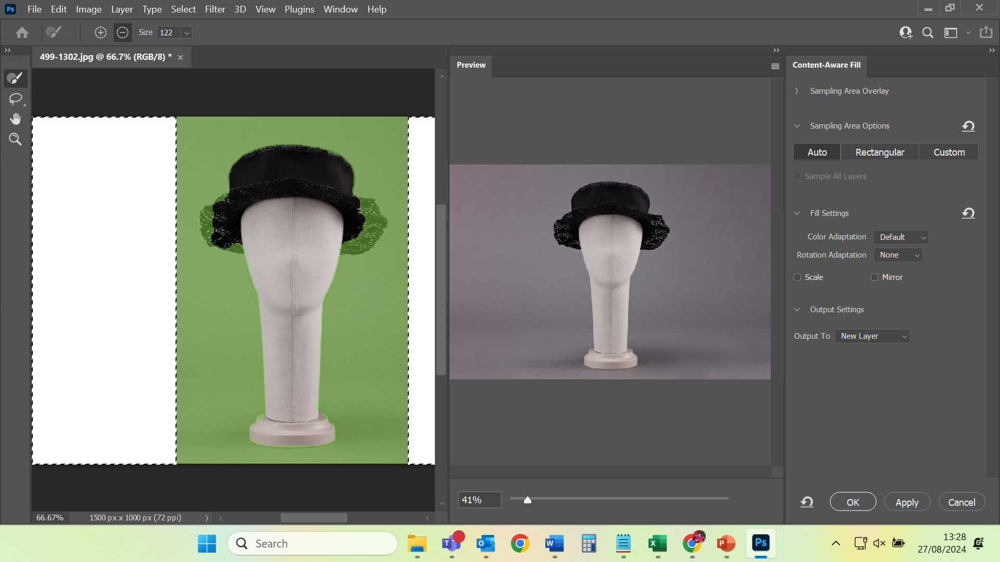 Ps File Edit Image Layer Type Select Filter 3D View Plugins Window Help
Size 122
499-1302.jpg @ 66.7% (RGB/8) *
Preview
Content-Aware Fill
Sampling Area Overlay
Sampling Area Options
Auto Rectangular Custom
Sample All Layers
Fill Settings
Color Adaptation Default
Rotation Adaptation None
Scale Mirror
Output Settings
Output To New Layer
41%
OK Apply Cancel
66.67% 1500 px x 1000 px (72 ppi)
Search T O W X P Ps
13:28
27/08/2024